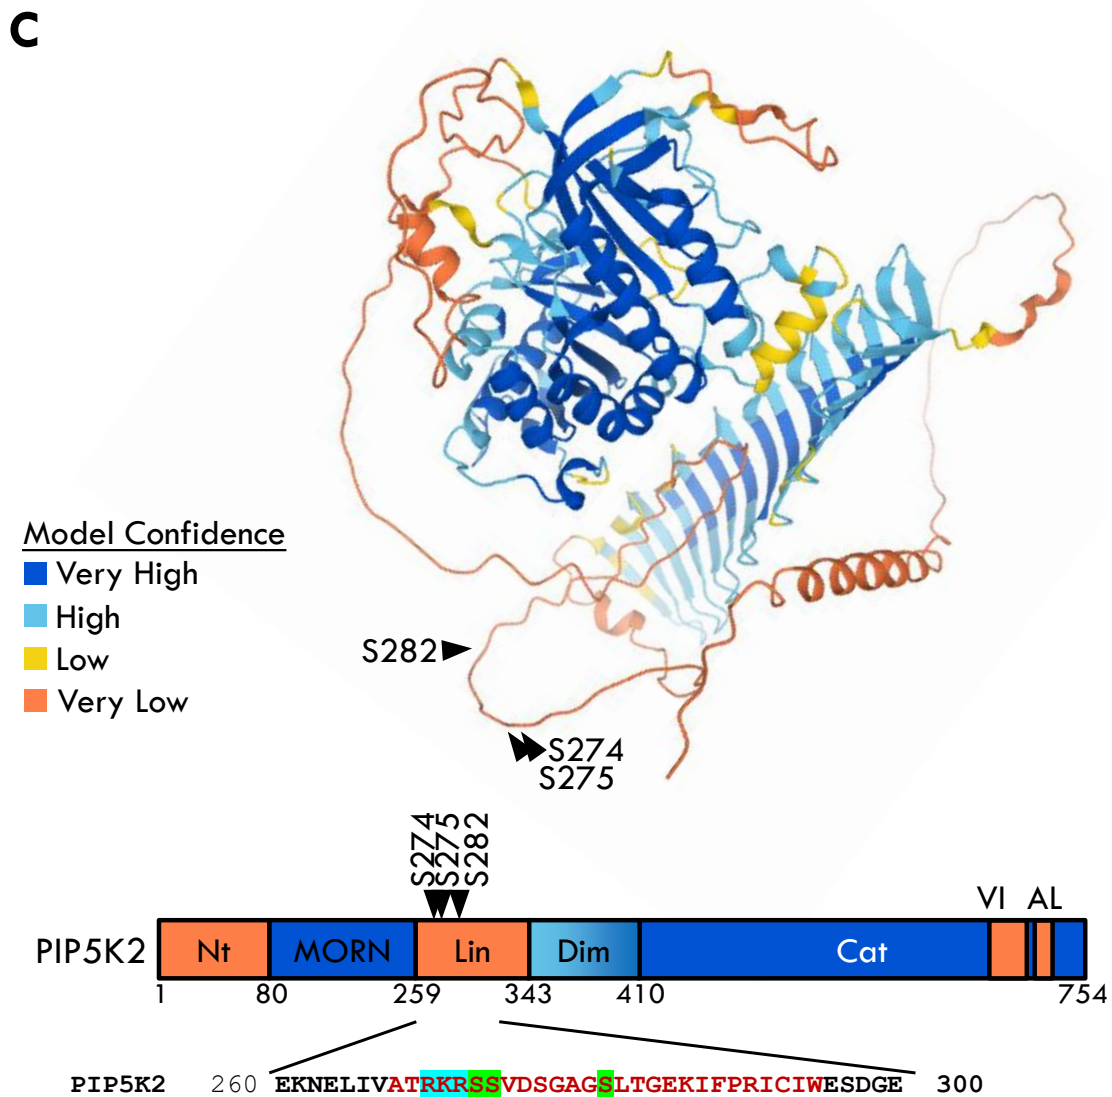 C
Model Confidence
Very High
High
Low
Very Low
S282
S274
S275
S274
S275
S282
VI AL
PIP5K2 Nt MORN Lin Dim Cat
1 80 259 343 410 754
PIP5K2 260 EKNELIVATRKRSSVDSGAGSLTGEKIFPRICIWESDGE 300